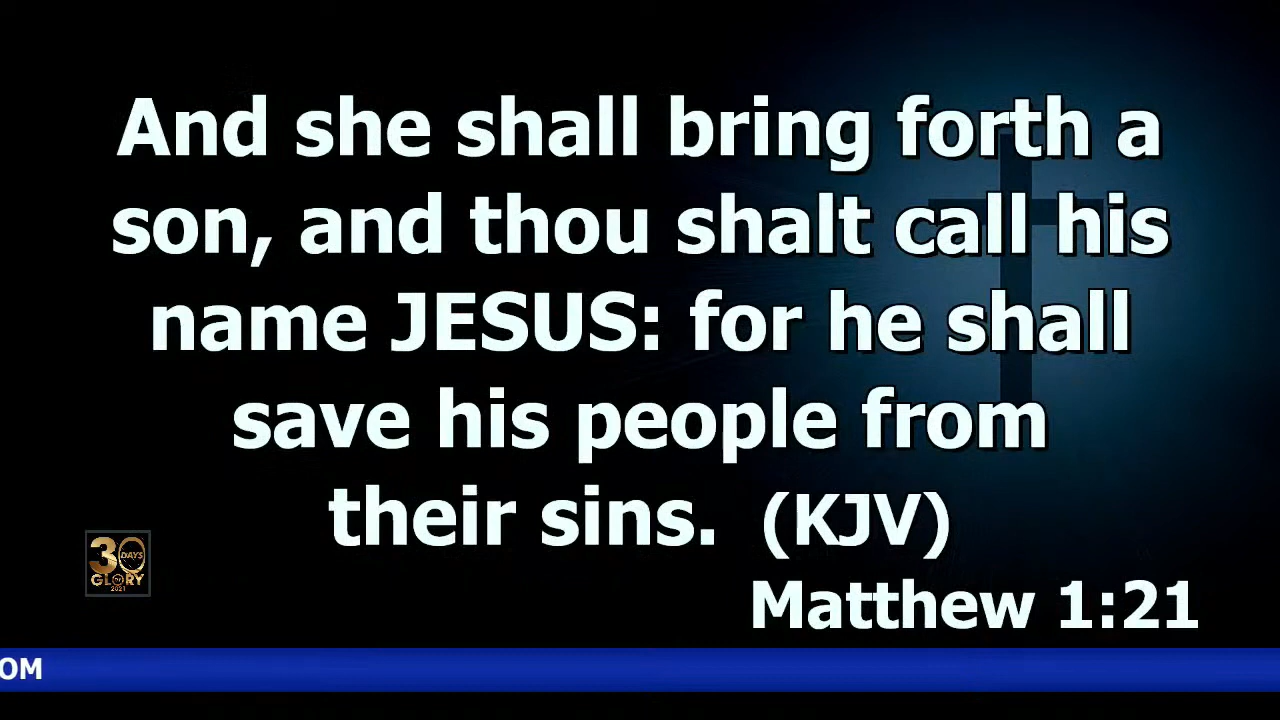 And she shall bring forth a
son, and thou shalt call his
name JESUS: for he shall
save his people from
their sins. (KJV)
30 DAYS
GLORY
2021
Matthew 1:21
OM